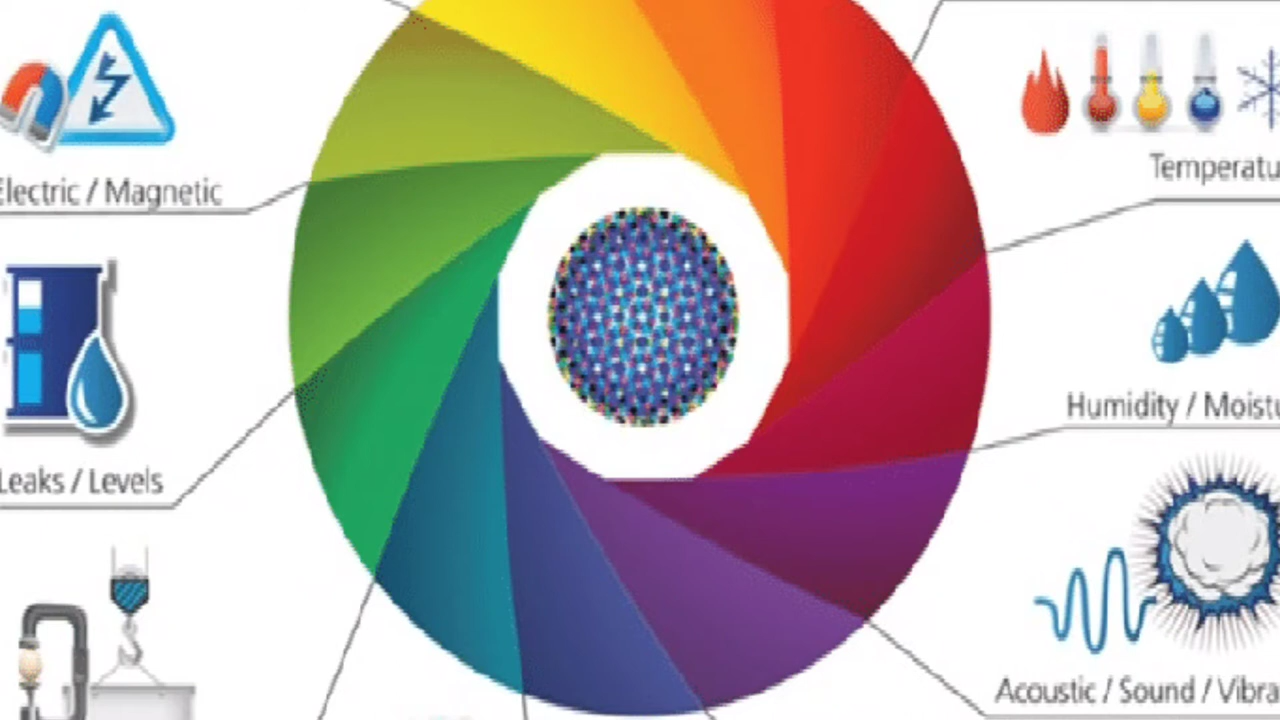 Electric / Magnetic
Temperatu
Humidity / Moistu
Leaks / Levels
Acoustic / Sound / Vibra